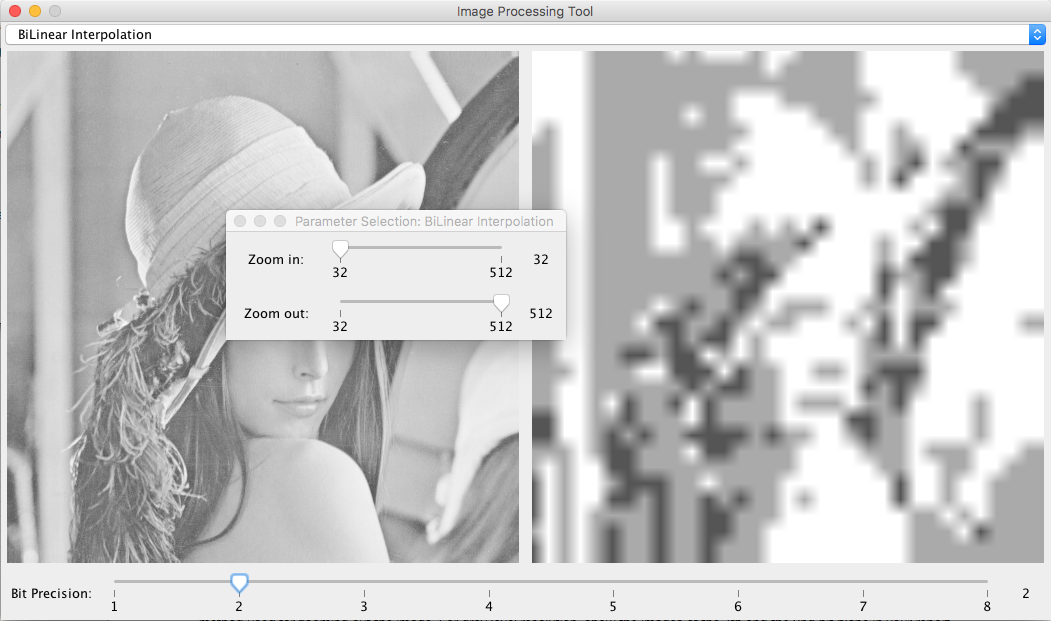 Image Processing Tool
BiLinear Interpolation
Parameter Selection: BiLinear Interpolation
Zoom in: 32
32 512
Zoom out: 512
32 512
Bit Precision: 2
1 2 3 4 5 6 7 8